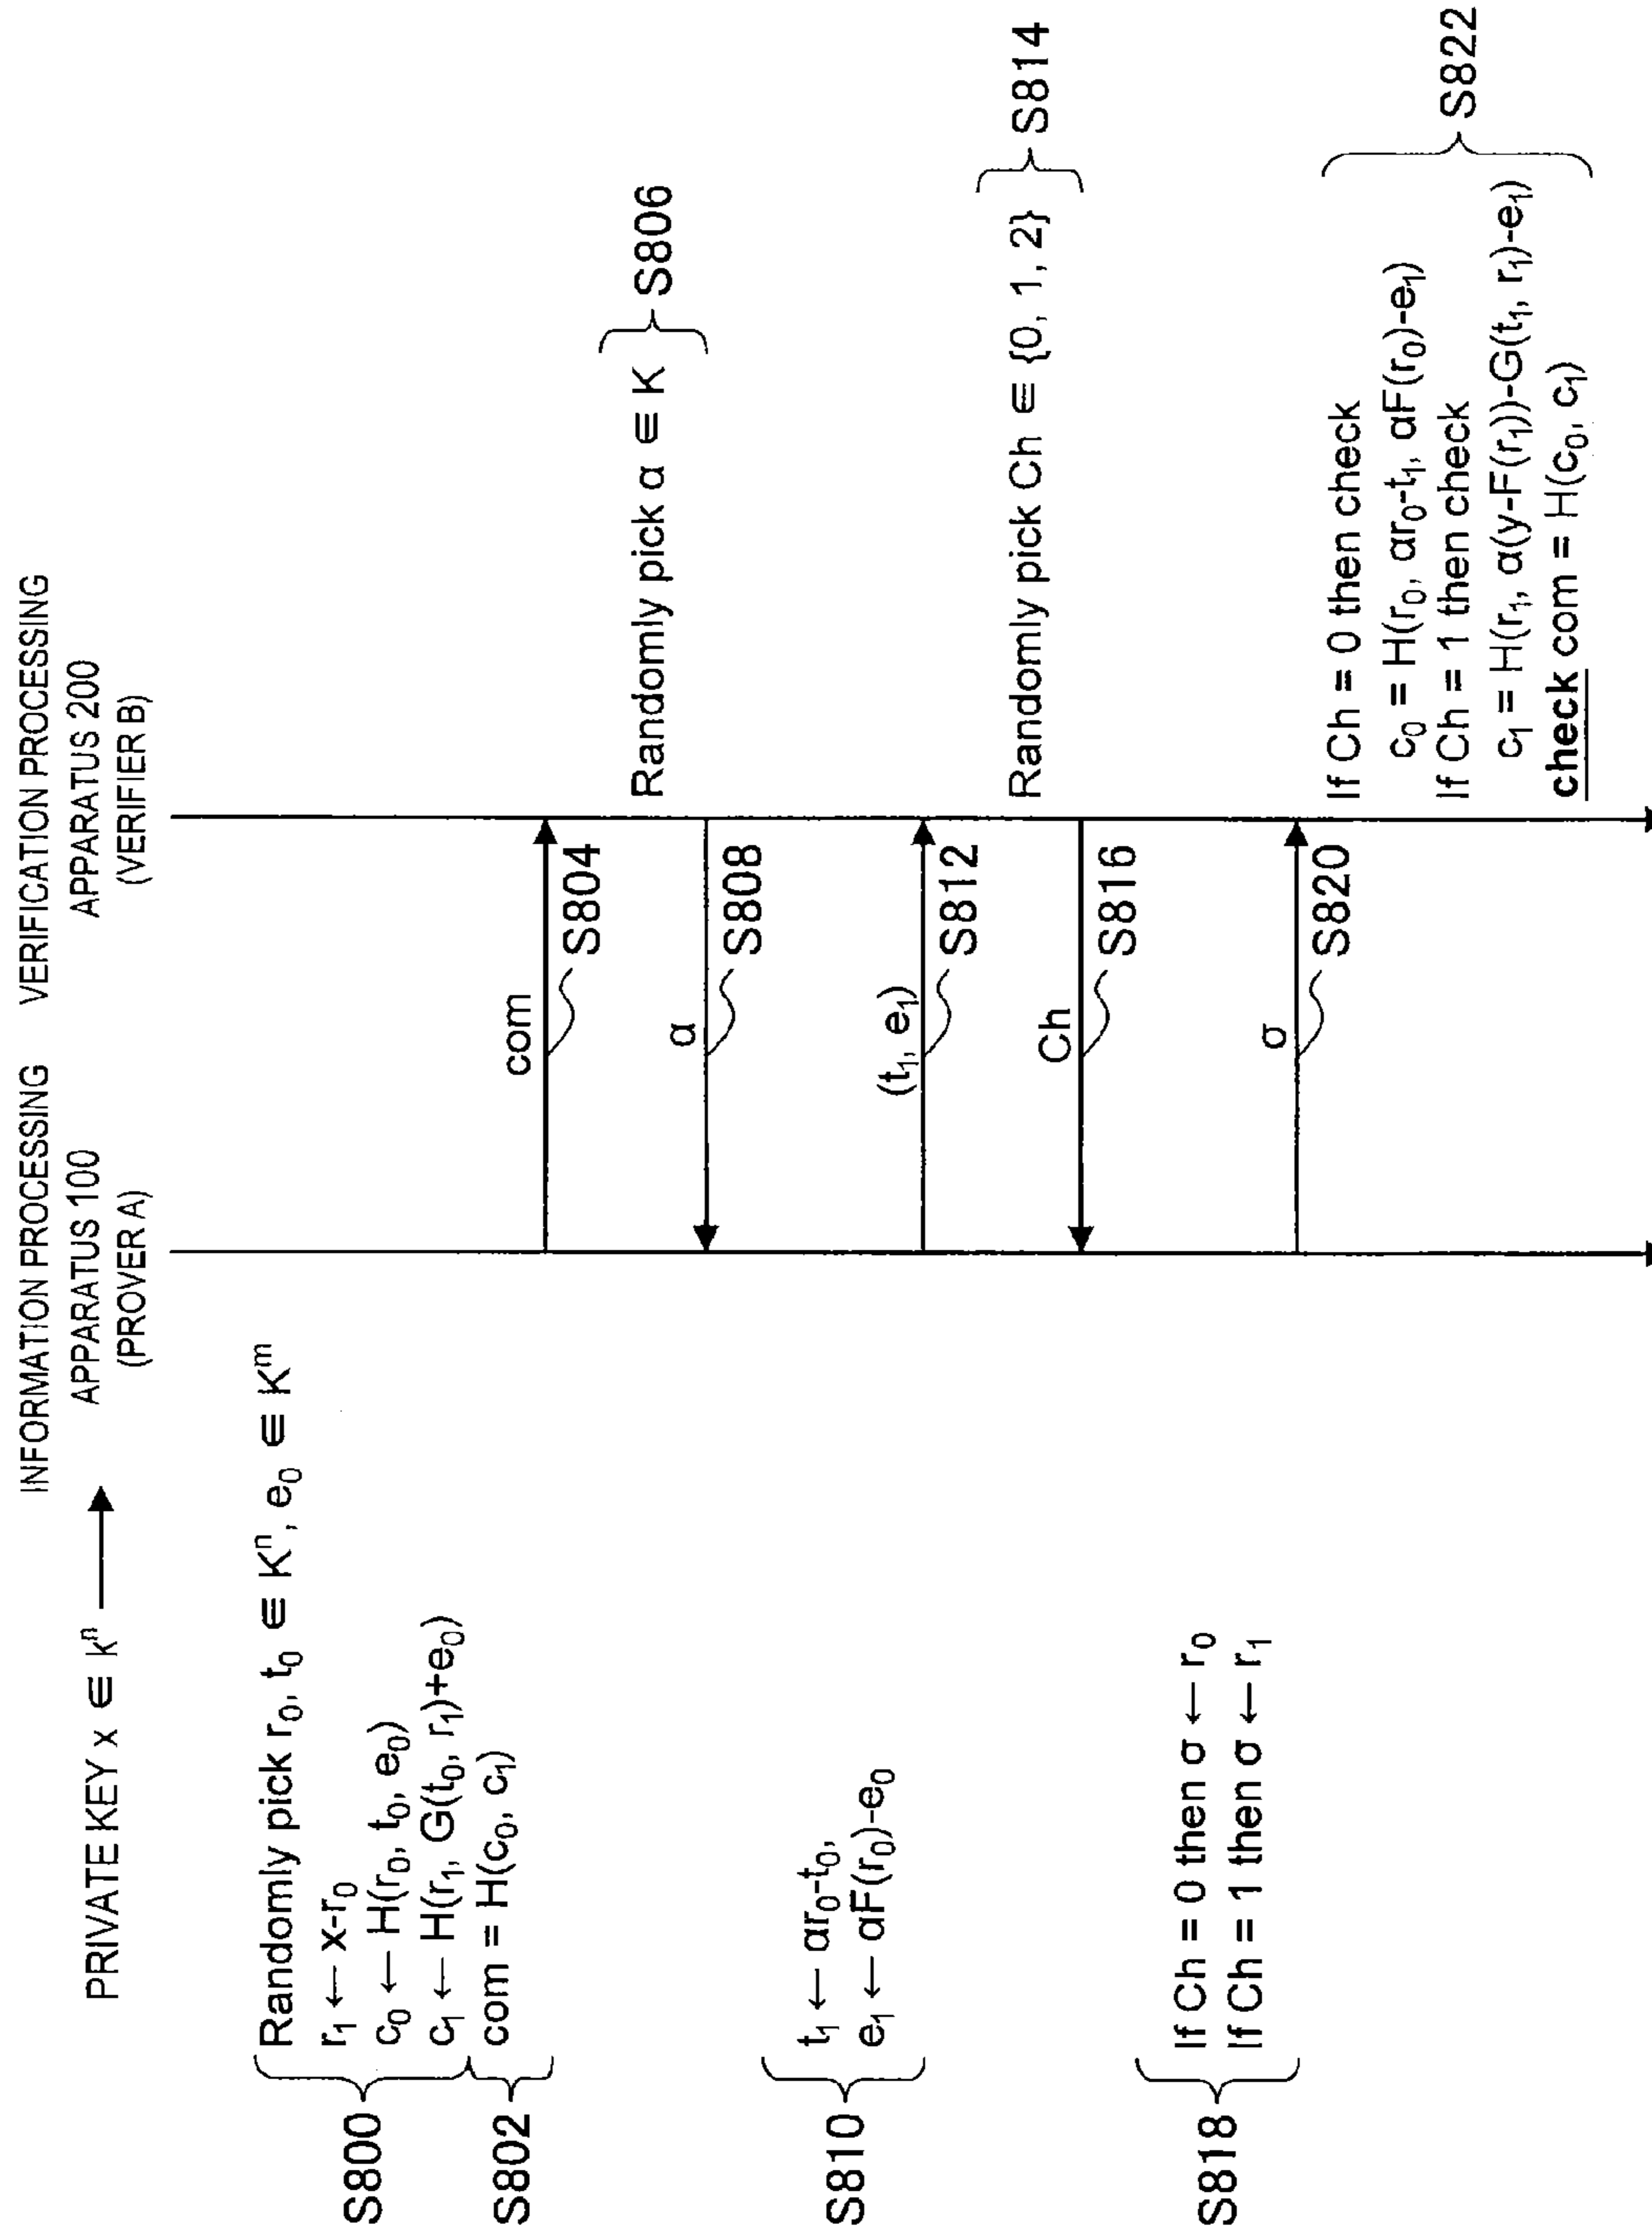 INFORMATION PROCESSING
APPARATUS 100
(PROVER A)
VERIFICATION PROCESSING
APPARATUS 200
(VERIFIER B)
PRIVATE KEY x ∈ kⁿ
S800
Randomly pick r₀, t₀ ∈ Kⁿ, e₀ ∈ Kᵐ
r₁ ← x-r₀
c₀ ← H(r₀, t₀, e₀)
c₁ ← H(r₁, G(t₀, r₁)+e₀)
S802
com = H(c₀, c₁)
com
S804
Randomly pick α ∈ K
S806
α
S808
S810
t₁ ← αr₀-t₀,
e₁ ← αF(r₀)-e₀
(t₁, e₁)
S812
Randomly pick Ch ∈ {0, 1, 2}
S814
Ch
S816
S818
If Ch = 0 then σ ← r₀
If Ch = 1 then σ ← r₁
σ
S820
If Ch = 0 then check
c₀ = H(r₀, αr₀-t₁, αF(r₀)-e₁)
If Ch = 1 then check
c₁ = H(r₁, α(y-F(r₁))-G(t₁, r₁)-e₁)
check com = H(c₀, c₁)
S822